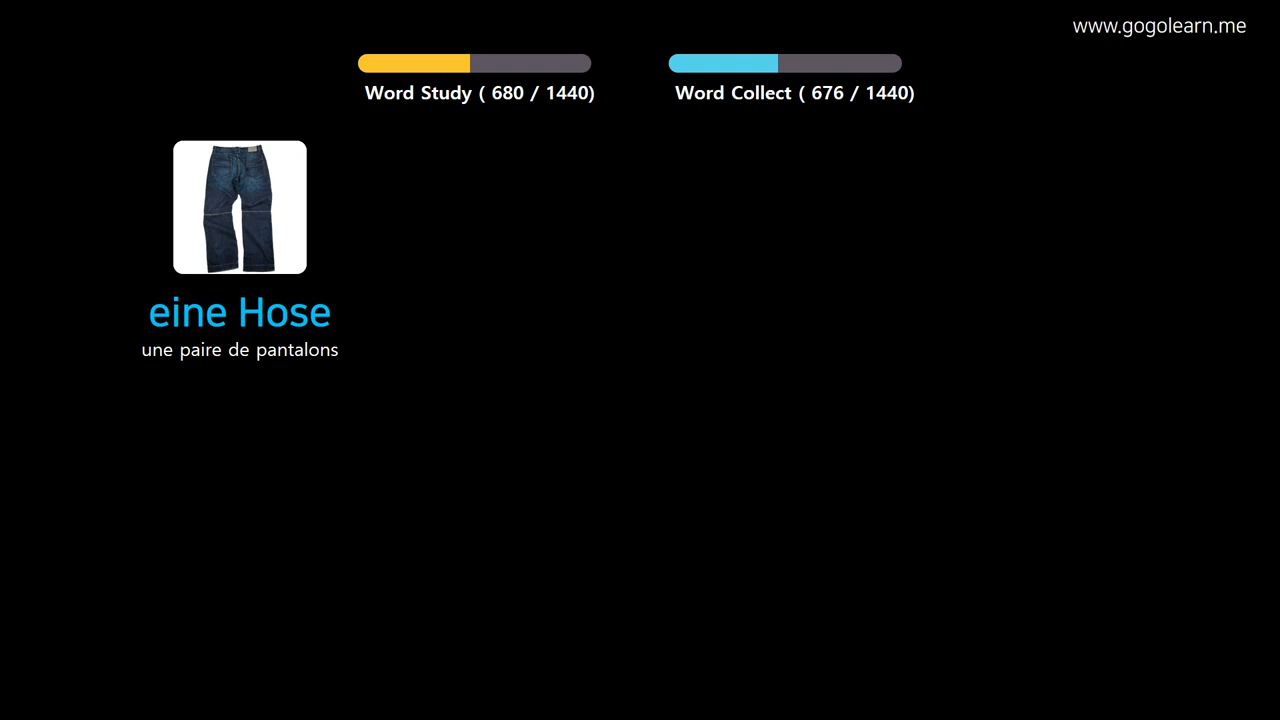 www.gogolearn.me
Word Study ( 680 / 1440)
Word Collect ( 676 / 1440)
eine Hose
une paire de pantalons